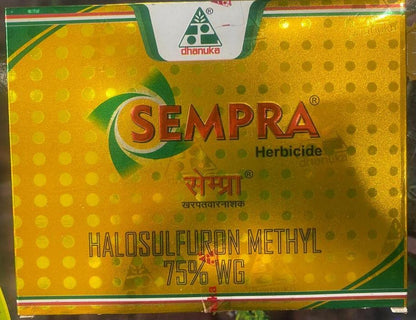 ®
dhanuka
SEMPRA®
Herbicide
सेम्प्रा®
खरपतवारनाशक
HALOSULFURON METHYL
75% WG